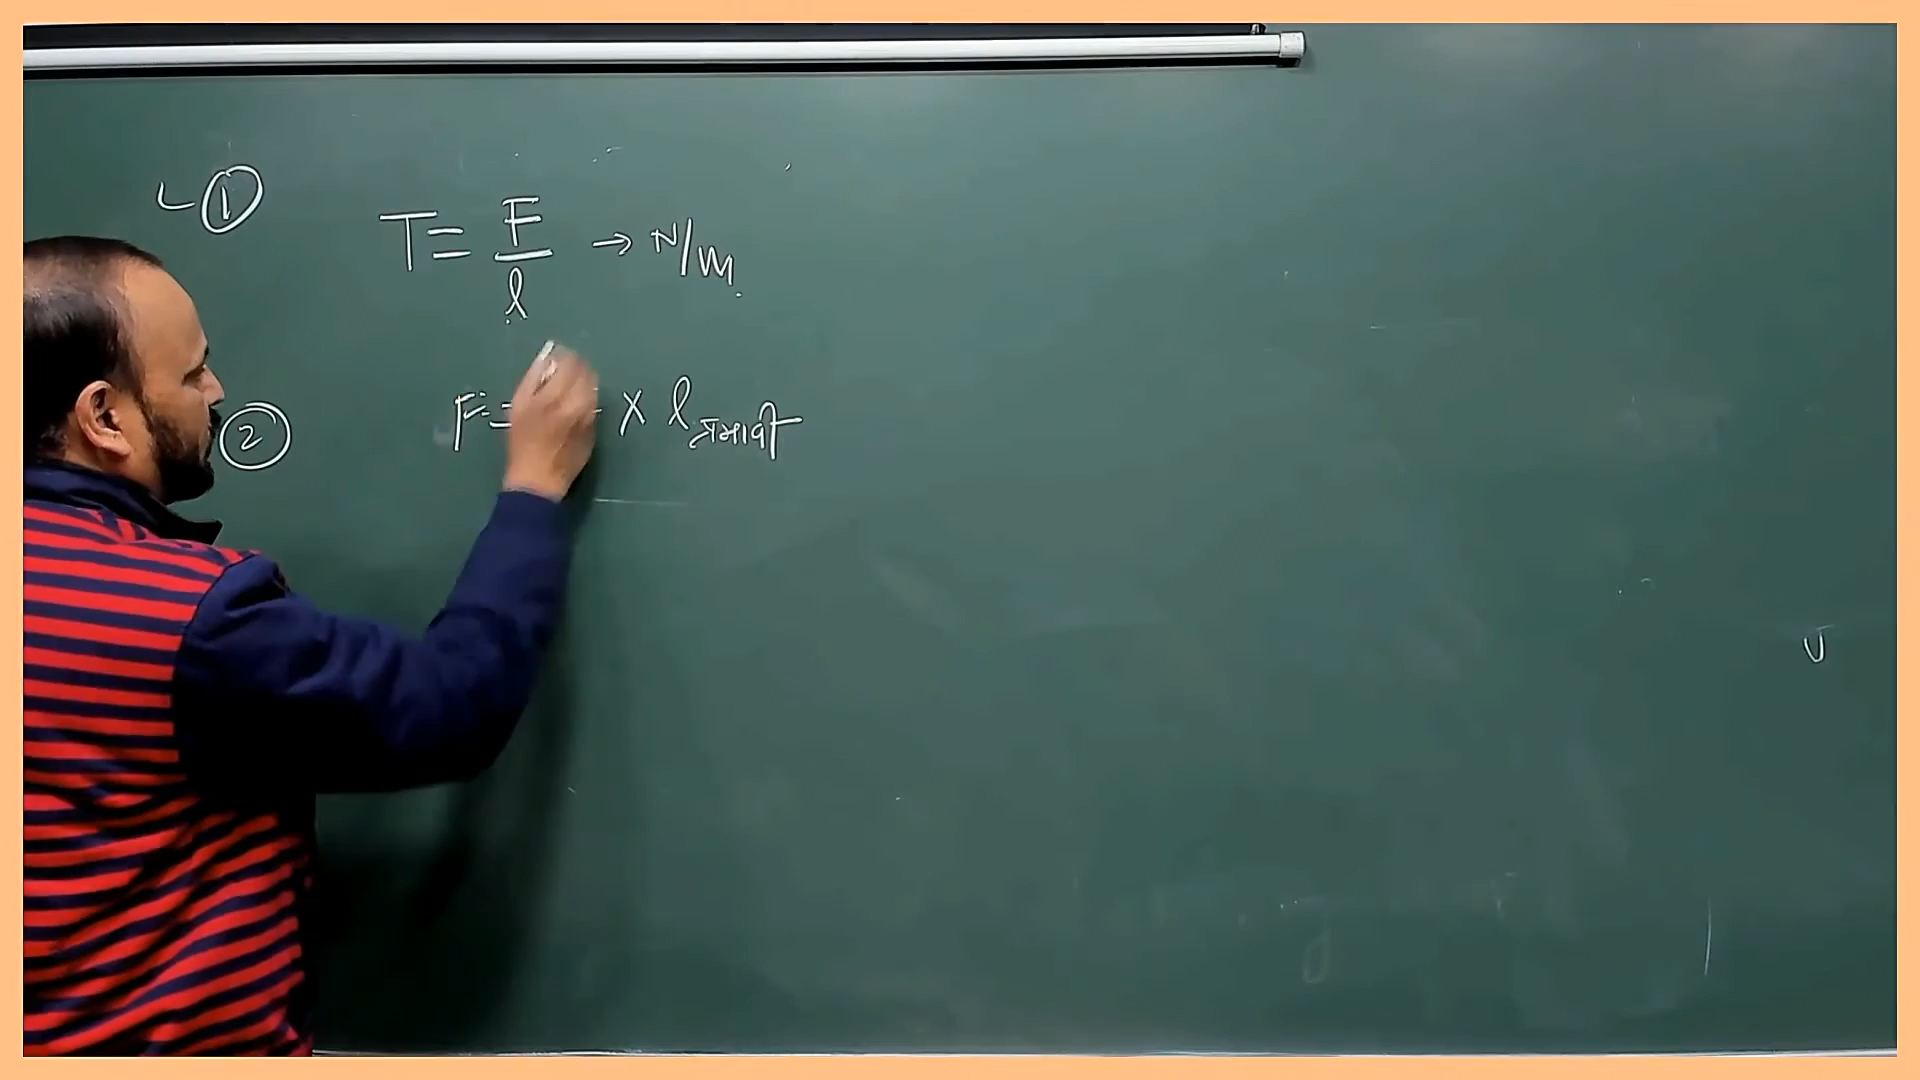 ① T = F/l → N/m.
② F = × l प्रभावी
U